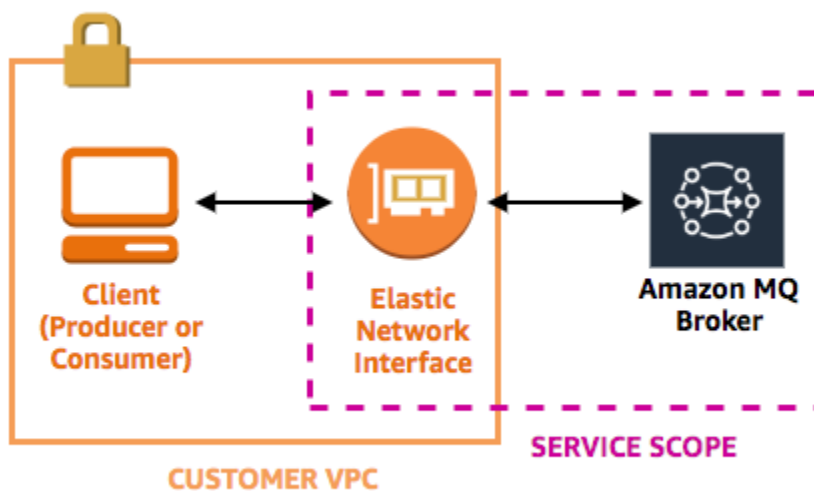 Client
(Producer or
Consumer)
Elastic
Network
Interface
Amazon MQ
Broker
SERVICE SCOPE
CUSTOMER VPC